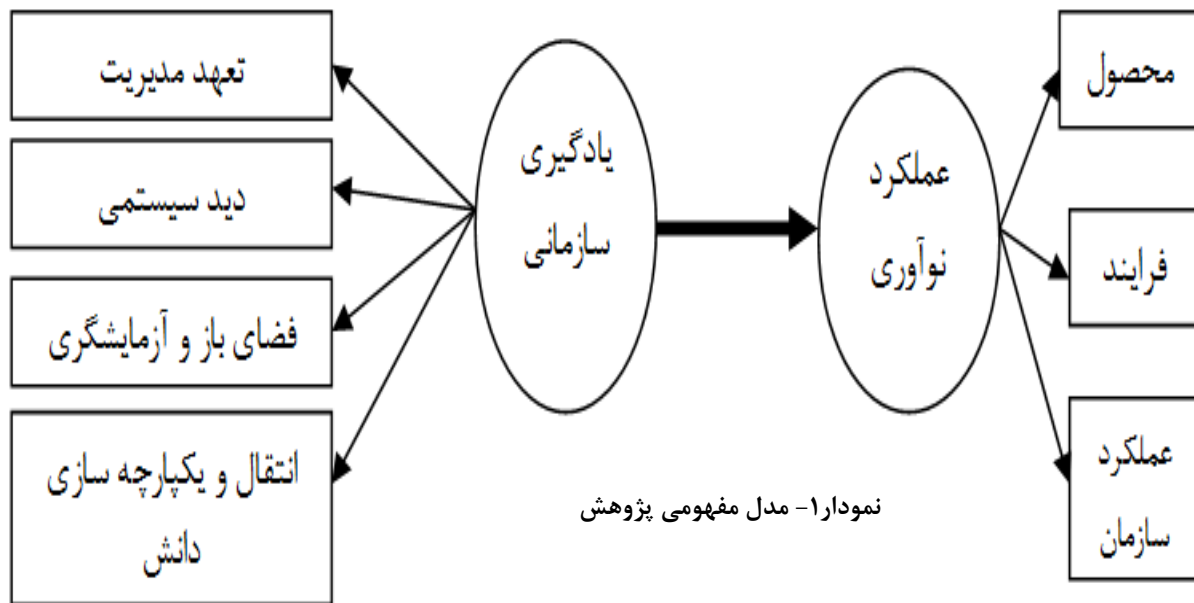 تعهد مدیریت
دید سیستمی
فضای باز و آزمایشگری
انتقال و یکپارچه سازی
دانش
یادگیری
سازمانی
عملکرد
نوآوری
محصول
فرایند
عملکرد
سازمان
نمودار۱- مدل مفهومی پژوهش